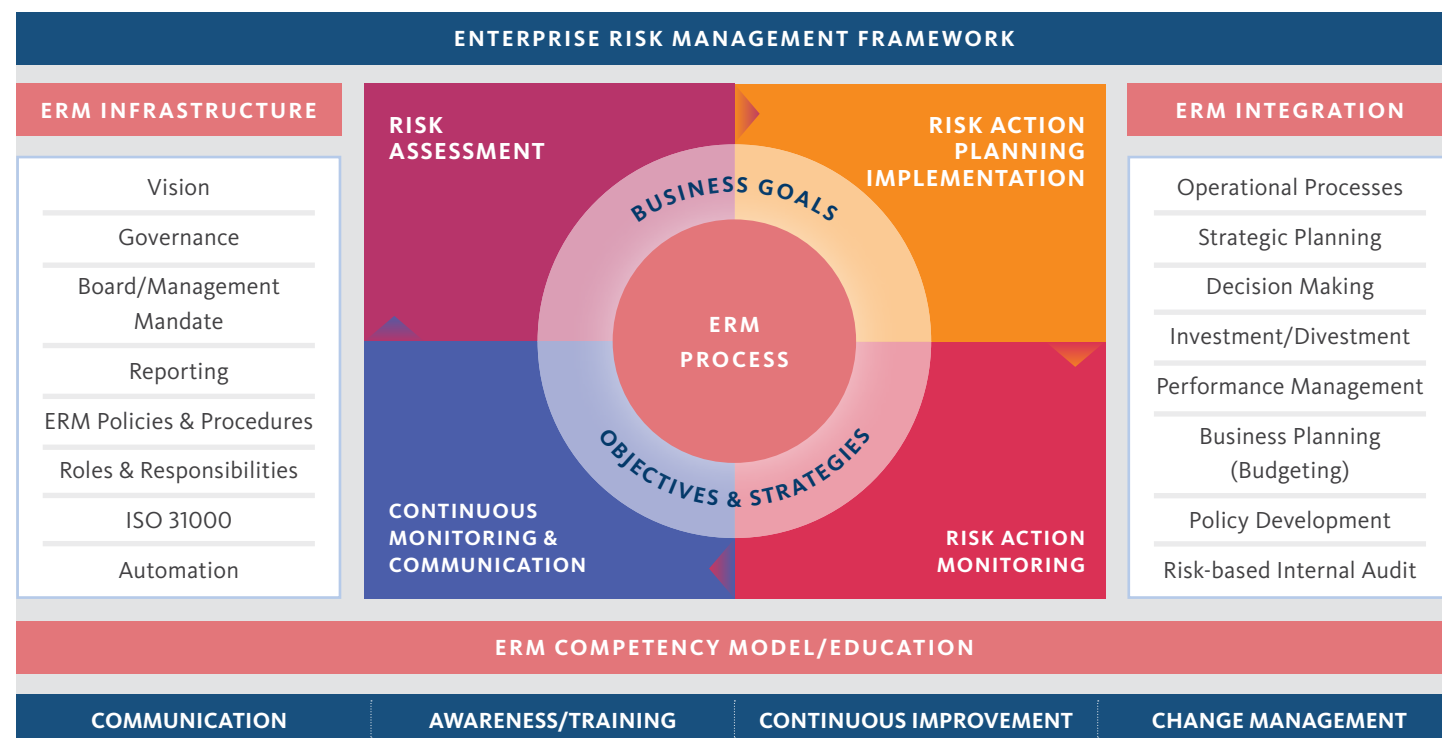 ENTERPRISE RISK MANAGEMENT FRAMEWORK
ERM INFRASTRUCTURE
Vision
Governance
Board/Management
Mandate
Reporting
ERM Policies & Procedures
Roles & Responsibilities
ISO 31000
Automation
RISK
ASSESSMENT
RISK ACTION
PLANNING
IMPLEMENTATION
BUSINESS GOALS
ERM
PROCESS
OBJECTIVES & STRATEGIES
CONTINUOUS
MONITORING &
COMMUNICATION
RISK ACTION
MONITORING
ERM INTEGRATION
Operational Processes
Strategic Planning
Decision Making
Investment/Divestment
Performance Management
Business Planning
(Budgeting)
Policy Development
Risk-based Internal Audit
ERM COMPETENCY MODEL/EDUCATION
COMMUNICATION
AWARENESS/TRAINING
CONTINUOUS IMPROVEMENT
CHANGE MANAGEMENT